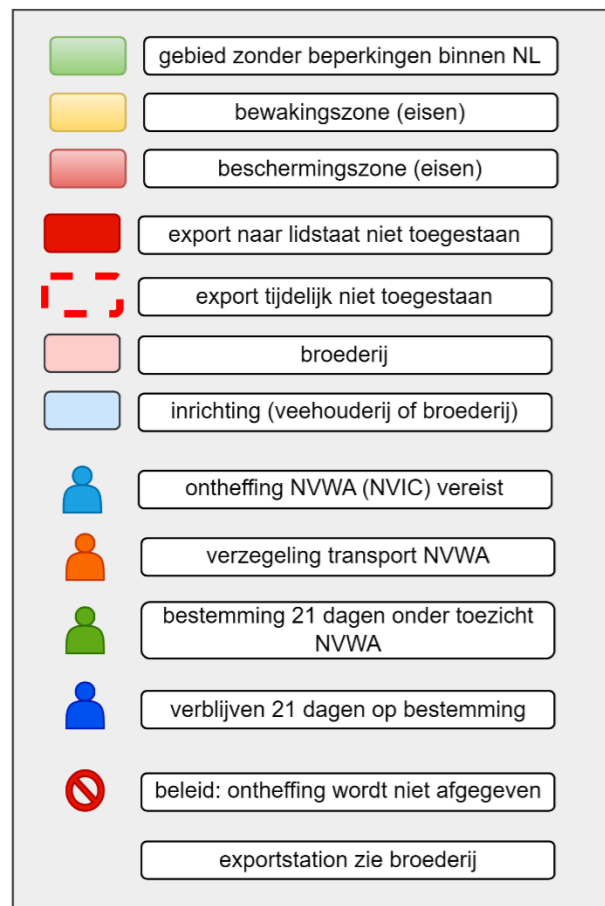 gebied zonder beperkingen binnen NL
bewakingszone (eisen)
beschermingszone (eisen)
export naar lidstaat niet toegestaan
export tijdelijk niet toegestaan
broederij
inrichting (veehouderij of broederij)
ontheffing NVWA (NVIC) vereist
verzegeling transport NVWA
bestemming 21 dagen onder toezicht
NVWA
verblijven 21 dagen op bestemming
beleid: ontheffing wordt niet afgegeven
exportstation zie broederij